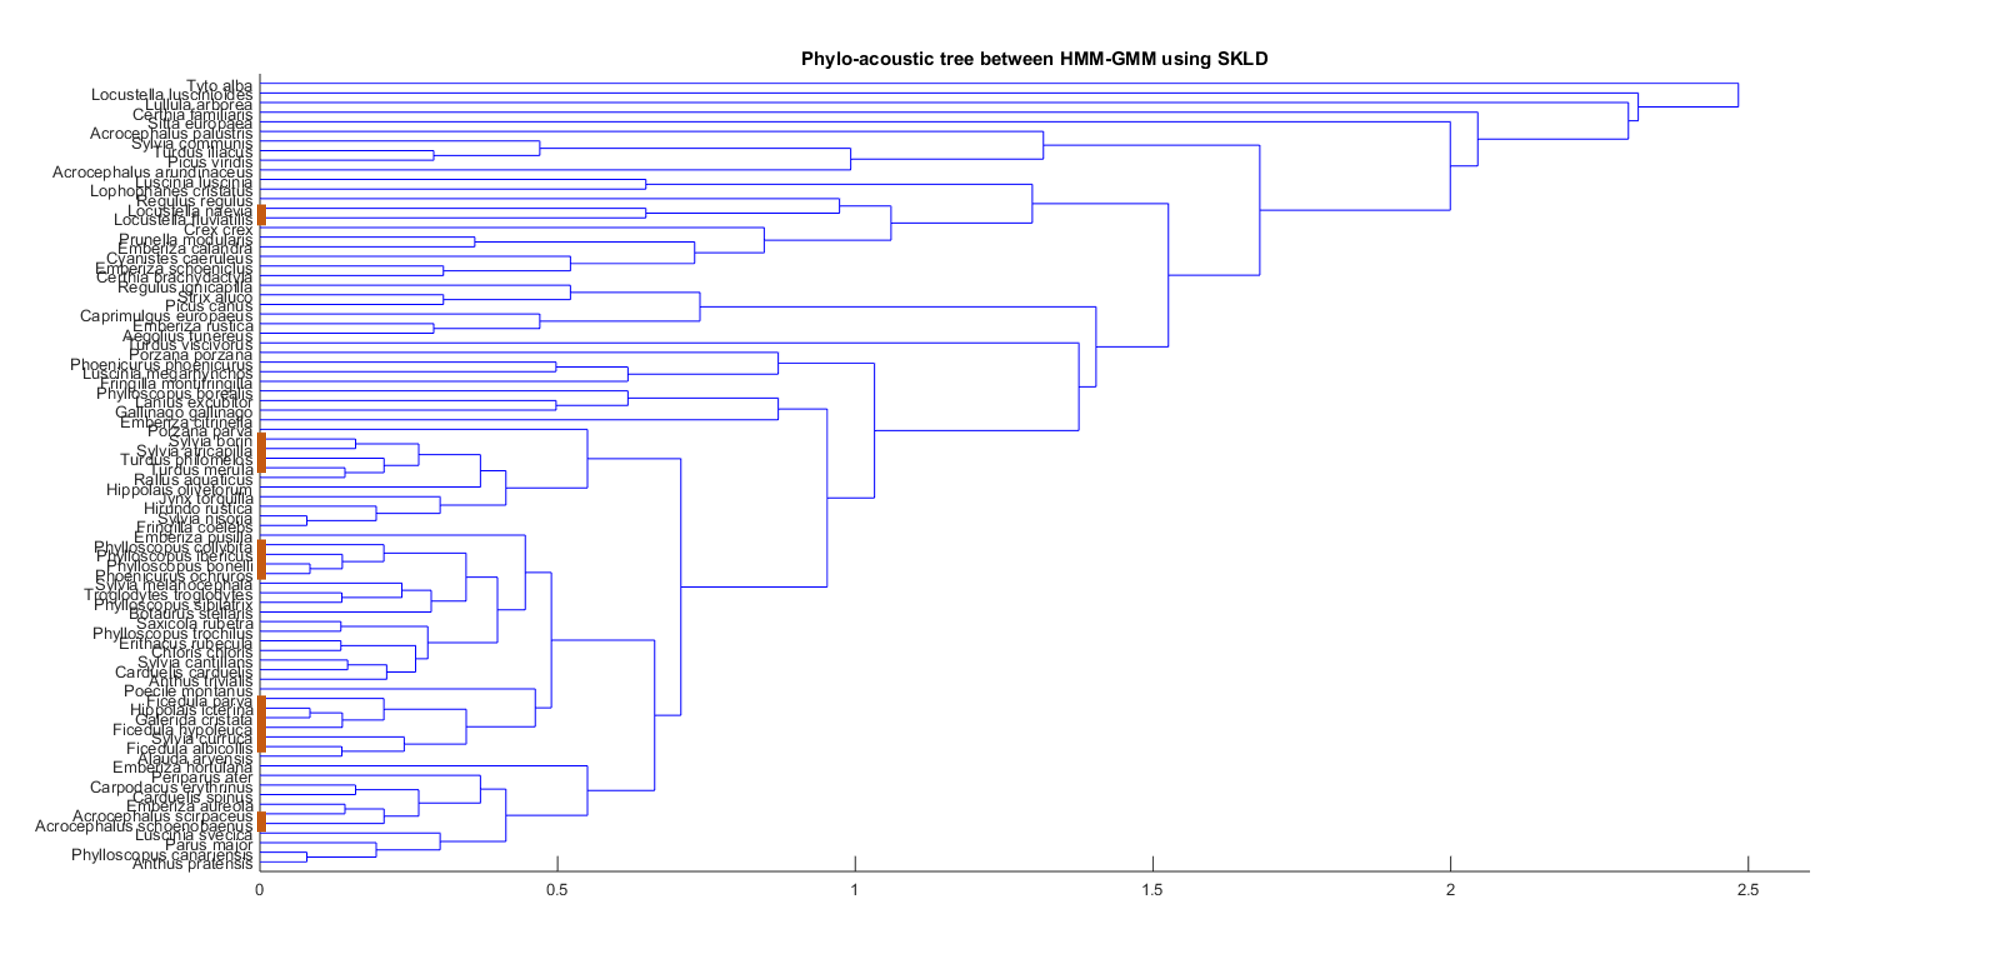 Phylo-acoustic tree between HMM-GMM using SKLD
Tyto alba
Locustella luscinioides
Lullula arborea
Certhia familiaris
Sitta europaea
Acrocephalus palustris
Sylvia communis
Turdus iliacus
Picus viridis
Acrocephalus arundinaceus
Luscinia luscinia
Lophophanes cristatus
Regulus regulus
Locustella naevia
Locustella fluviatilis
Crex crex
Prunella modularis
Emberiza calandra
Cyanistes caeruleus
Emberiza schoeniclus
Certhia brachydactyla
Regulus ignicapilla
Strix aluco
Picus canus
Caprimulgus europaeus
Emberiza rustica
Aegolius funereus
Turdus viscivorus
Porzana porzana
Phoenicurus phoenicurus
Luscinia megarhynchos
Fringilla montifringilla
Phylloscopus borealis
Lanius excubitor
Gallinago gallinago
Emberiza citrinella
Porzana parva
Sylvia borin
Sylvia atricapilla
Turdus philomelos
Turdus merula
Rallus aquaticus
Hippolais olivetorum
Jynx torquilla
Hirundo rustica
Sylvia nisoria
Fringilla coelebs
Emberiza pusilla
Phylloscopus collybita
Phylloscopus ibericus
Phylloscopus bonelli
Phoenicurus ochruros
Sylvia melanocephala
Troglodytes troglodytes
Phylloscopus sibilatrix
Botaurus stellaris
Saxicola rubetra
Phylloscopus trochilus
Erithacus rubecula
Chloris chloris
Sylvia cantillans
Carduelis carduelis
Anthus trivialis
Poecile montanus
Ficedula parva
Hippolais icterina
Galerida cristata
Ficedula hypoleuca
Sylvia curruca
Ficedula albicollis
Alauda arvensis
Emberiza hortulana
Periparus ater
Carpodacus erythrinus
Carduelis spinus
Emberiza aureola
Acrocephalus scirpaceus
Acrocephalus schoenobaenus
Luscinia svecica
Parus major
Phylloscopus canariensis
Anthus pratensis
0 0.5 1 1.5 2 2.5